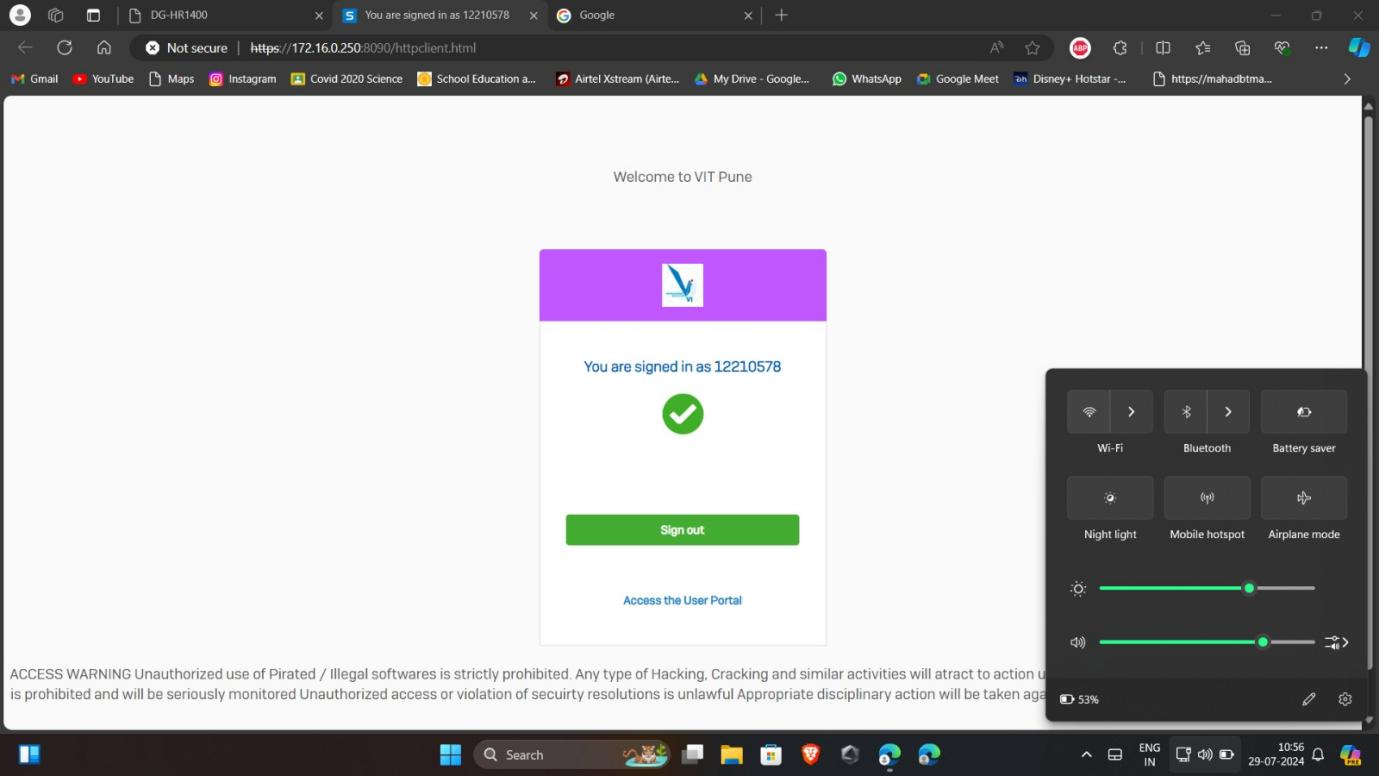 DG-HR1400
You are signed in as 12210578
Google
Not secure
https://172.16.0.250:8090/httpclient.html
Gmail
YouTube
Maps
Instagram
Covid 2020 Science
School Education a...
Airtel Xstream (Airte...
My Drive - Google...
WhatsApp
Google Meet
Disney+ Hotstar -...
https://mahadbtma...
Welcome to VIT Pune
VI
You are signed in as 12210578
Sign out
Access the User Portal
ACCESS WARNING Unauthorized use of Pirated / Illegal softwares is strictly prohibited. Any type of Hacking, Cracking and similar activities will atract to action u
is prohibited and will be seriously monitored Unauthorized access or violation of secuirty resolutions is unlawful Appropriate disciplinary action will be taken aga
Wi-Fi
Bluetooth
Battery saver
Night light
Mobile hotspot
Airplane mode
53%
Search
ENG
IN
10:56
29-07-2024